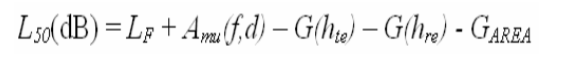 L50(dB) = LF + Amu(f,d) – G(hte) – G(hre) - GAREA